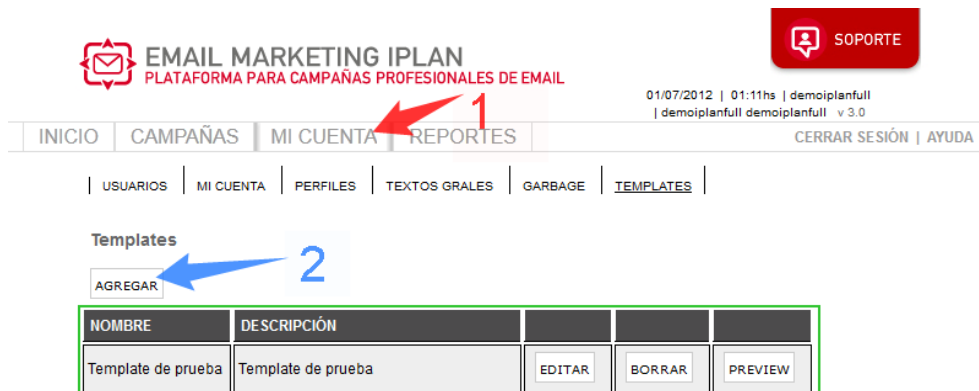 EMAIL MARKETING IPLAN
PLATAFORMA PARA CAMPAÑAS PROFESIONALES DE EMAIL
SOPORTE
01/07/2012 | 01:11hs | demoiplanfull
| demoiplanfull demoiplanfull v 3.0
1
INICIO CAMPAÑAS MI CUENTA REPORTES
CERRAR SESIÓN | AYUDA
USUARIOS MI CUENTA PERFILES TEXTOS GRALES GARBAGE TEMPLATES
Templates
AGREGAR
2
NOMBRE DESCRIPCIÓN
Template de prueba Template de prueba EDITAR BORRAR PREVIEW